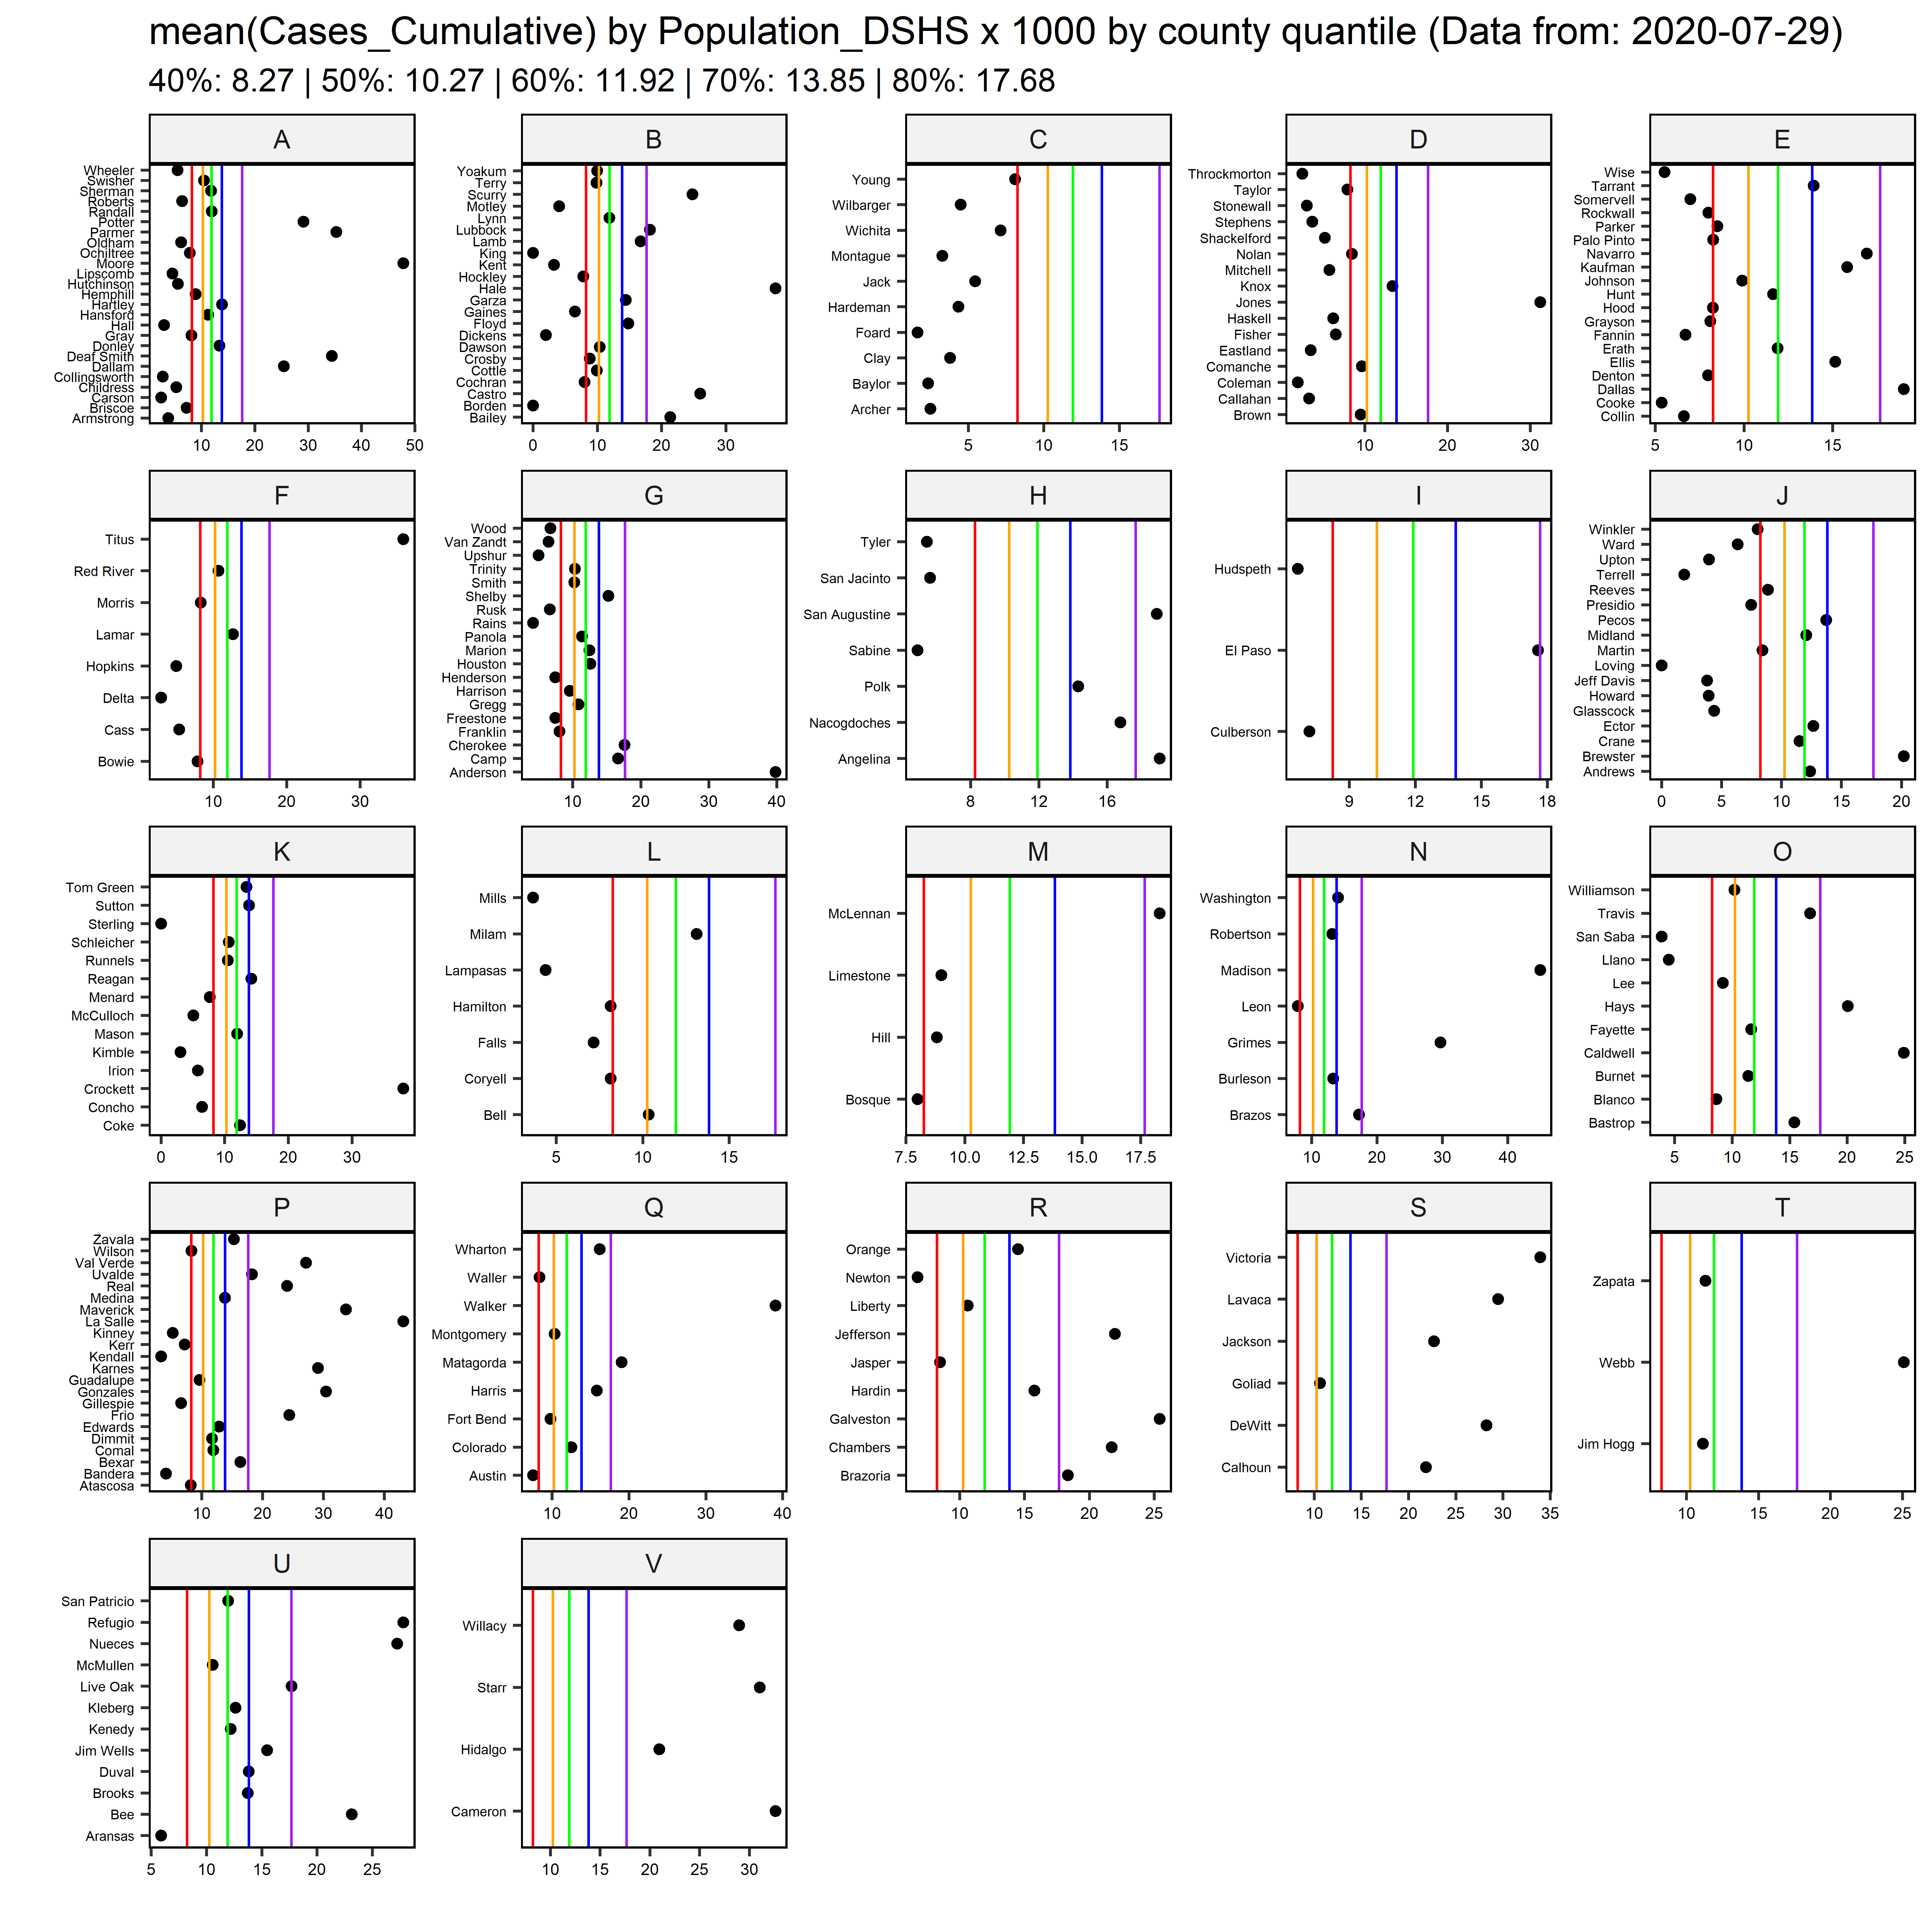 mean(Cases_Cumulative) by Population_DSHS x 1000 by county quantile (Data from: 2020-07-29)
40%: 8.27 | 50%: 10.27 | 60%: 11.92 | 70%: 13.85 | 80%: 17.68
A
Wheeler
Swisher
Sherman
Roberts
Randall
Potter
Parmer
Oldham
Ochiltree
Moore
Lipscomb
Hutchinson
Hemphill
Hartley
Hansford
Hall
Gray
Donley
Deaf Smith
Dallam
Collingsworth
Childress
Carson
Briscoe
Armstrong
10 20 30 40 50
B
Yoakum
Terry
Scurry
Motley
Lynn
Lubbock
Lamb
King
Kent
Hockley
Hale
Garza
Gaines
Floyd
Dickens
Dawson
Crosby
Cottle
Cochran
Castro
Borden
Bailey
0 10 20 30
C
Young
Wilbarger
Wichita
Montague
Jack
Hardeman
Foard
Clay
Baylor
Archer
5 10 15
D
Throckmorton
Taylor
Stonewall
Stephens
Shackelford
Nolan
Mitchell
Knox
Jones
Haskell
Fisher
Eastland
Comanche
Coleman
Callahan
Brown
10 20 30
E
Wise
Tarrant
Somervell
Rockwall
Parker
Palo Pinto
Navarro
Kaufman
Johnson
Hunt
Hood
Grayson
Fannin
Erath
Ellis
Denton
Dallas
Cooke
Collin
5 10 15
F
Titus
Red River
Morris
Lamar
Hopkins
Delta
Cass
Bowie
10 20 30
G
Wood
Van Zandt
Upshur
Trinity
Smith
Shelby
Rusk
Rains
Panola
Marion
Houston
Henderson
Harrison
Gregg
Freestone
Franklin
Cherokee
Camp
Anderson
10 20 30 40
H
Tyler
San Jacinto
San Augustine
Sabine
Polk
Nacogdoches
Angelina
8 12 16
I
Hudspeth
El Paso
Culberson
9 12 15 18
J
Winkler
Ward
Upton
Terrell
Reeves
Presidio
Pecos
Midland
Martin
Loving
Jeff Davis
Howard
Glasscock
Ector
Crane
Brewster
Andrews
0 5 10 15 20
K
Tom Green
Sutton
Sterling
Schleicher
Runnels
Reagan
Menard
McCulloch
Mason
Kimble
Irion
Crockett
Concho
Coke
0 10 20 30
L
Mills
Milam
Lampasas
Hamilton
Falls
Coryell
Bell
5 10 15
M
McLennan
Limestone
Hill
Bosque
7.5 10.0 12.5 15.0 17.5
N
Washington
Robertson
Madison
Leon
Grimes
Burleson
Brazos
10 20 30 40
O
Williamson
Travis
San Saba
Llano
Lee
Hays
Fayette
Caldwell
Burnet
Blanco
Bastrop
5 10 15 20 25
P
Zavala
Wilson
Val Verde
Uvalde
Real
Medina
Maverick
La Salle
Kinney
Kerr
Kendall
Karnes
Guadalupe
Gonzales
Gillespie
Frio
Edwards
Dimmit
Comal
Bexar
Bandera
Atascosa
10 20 30 40
Q
Wharton
Waller
Walker
Montgomery
Matagorda
Harris
Fort Bend
Colorado
Austin
10 20 30 40
R
Orange
Newton
Liberty
Jefferson
Jasper
Hardin
Galveston
Chambers
Brazoria
10 15 20 25
S
Victoria
Lavaca
Jackson
Goliad
DeWitt
Calhoun
10 15 20 25 30 35
T
Zapata
Webb
Jim Hogg
10 15 20 25
U
San Patricio
Refugio
Nueces
McMullen
Live Oak
Kleberg
Kenedy
Jim Wells
Duval
Brooks
Bee
Aransas
5 10 15 20 25
V
Willacy
Starr
Hidalgo
Cameron
10 15 20 25 30